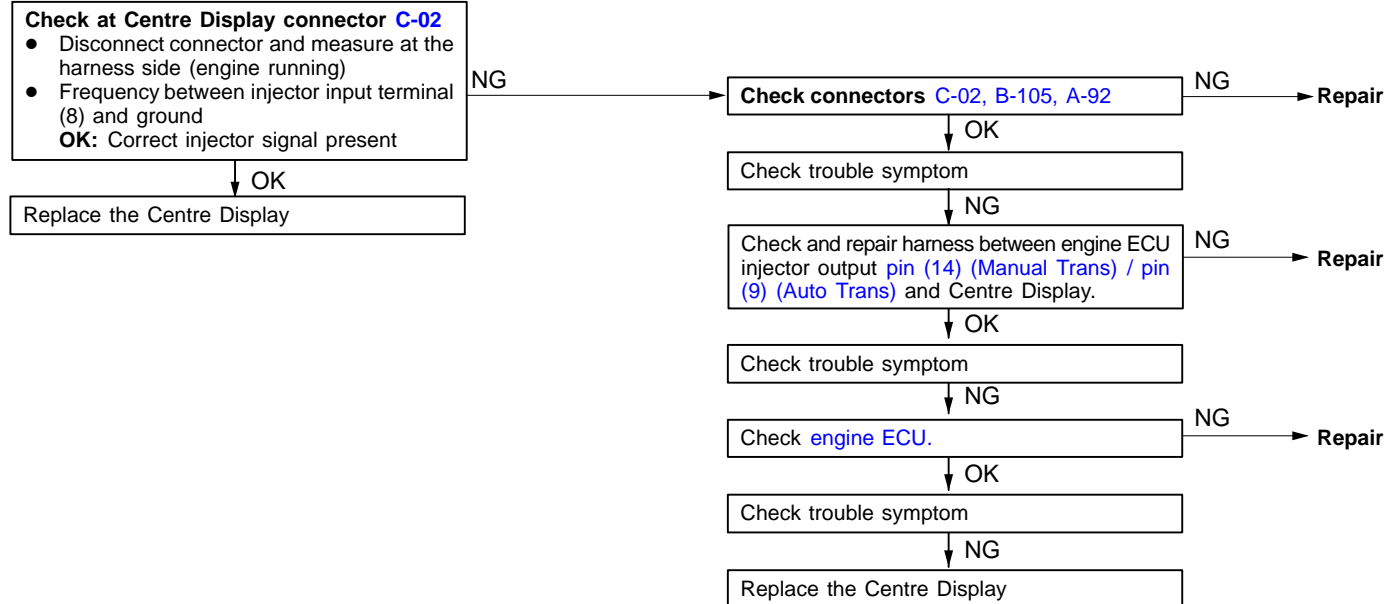 Check at Centre Display connector C-02
● Disconnect connector and measure at the
harness side (engine running)
● Frequency between injector input terminal
(8) and ground
OK: Correct injector signal present
NG
OK
Replace the Centre Display
Check connectors C-02, B-105, A-92
NG
Repair
OK
Check trouble symptom
NG
Check and repair harness between engine ECU
injector output pin (14) (Manual Trans) / pin
(9) (Auto Trans) and Centre Display.
NG
Repair
OK
Check trouble symptom
NG
Check engine ECU.
NG
Repair
OK
Check trouble symptom
NG
Replace the Centre Display